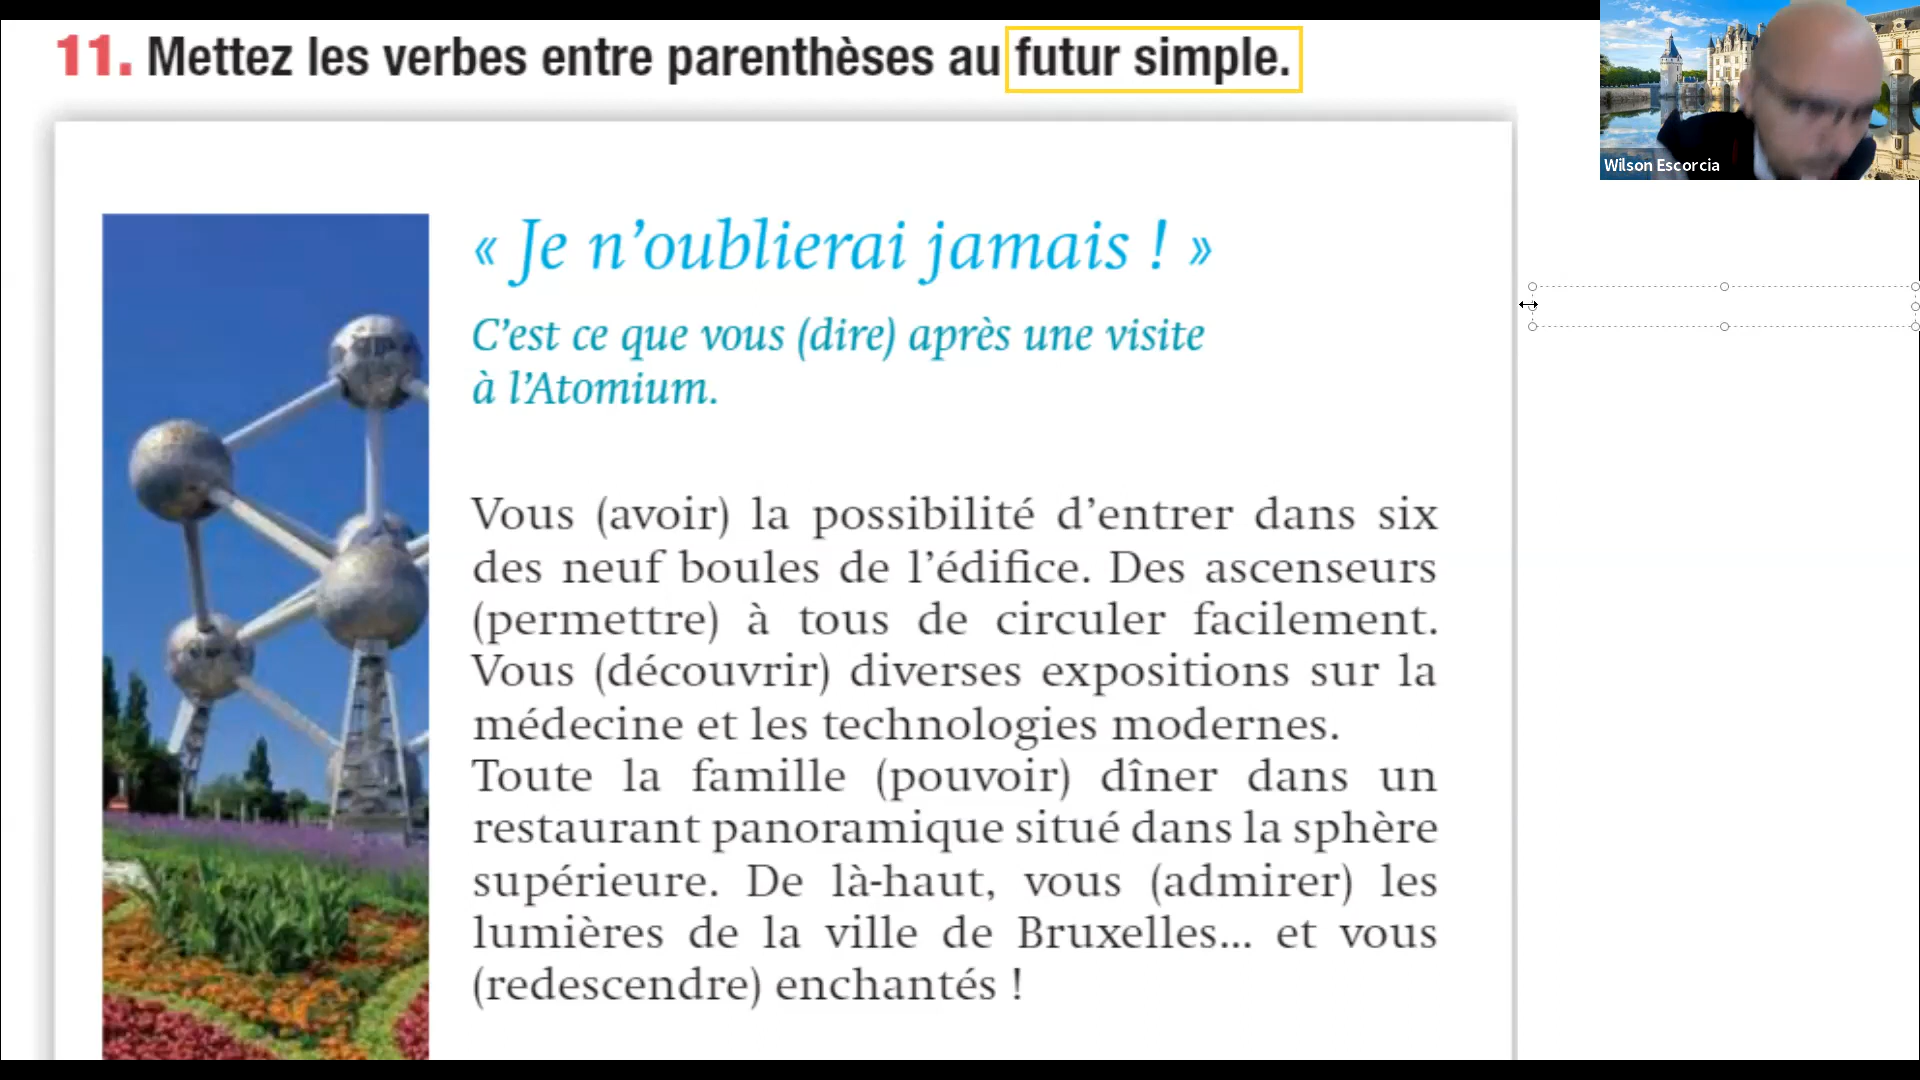 11. Mettez les verbes entre parenthèses au futur simple.
Wilson Escorcia
« Je n’oublierai jamais ! »
C’est ce que vous (dire) après une visite
à l’Atomium.
Vous (avoir) la possibilité d’entrer dans six
des neuf boules de l’édifice. Des ascenseurs
(permettre) à tous de circuler facilement.
Vous (découvrir) diverses expositions sur la
médecine et les technologies modernes.
Toute la famille (pouvoir) dîner dans un
restaurant panoramique situé dans la sphère
supérieure. De là-haut, vous (admirer) les
lumières de la ville de Bruxelles... et vous
(redescendre) enchantés !